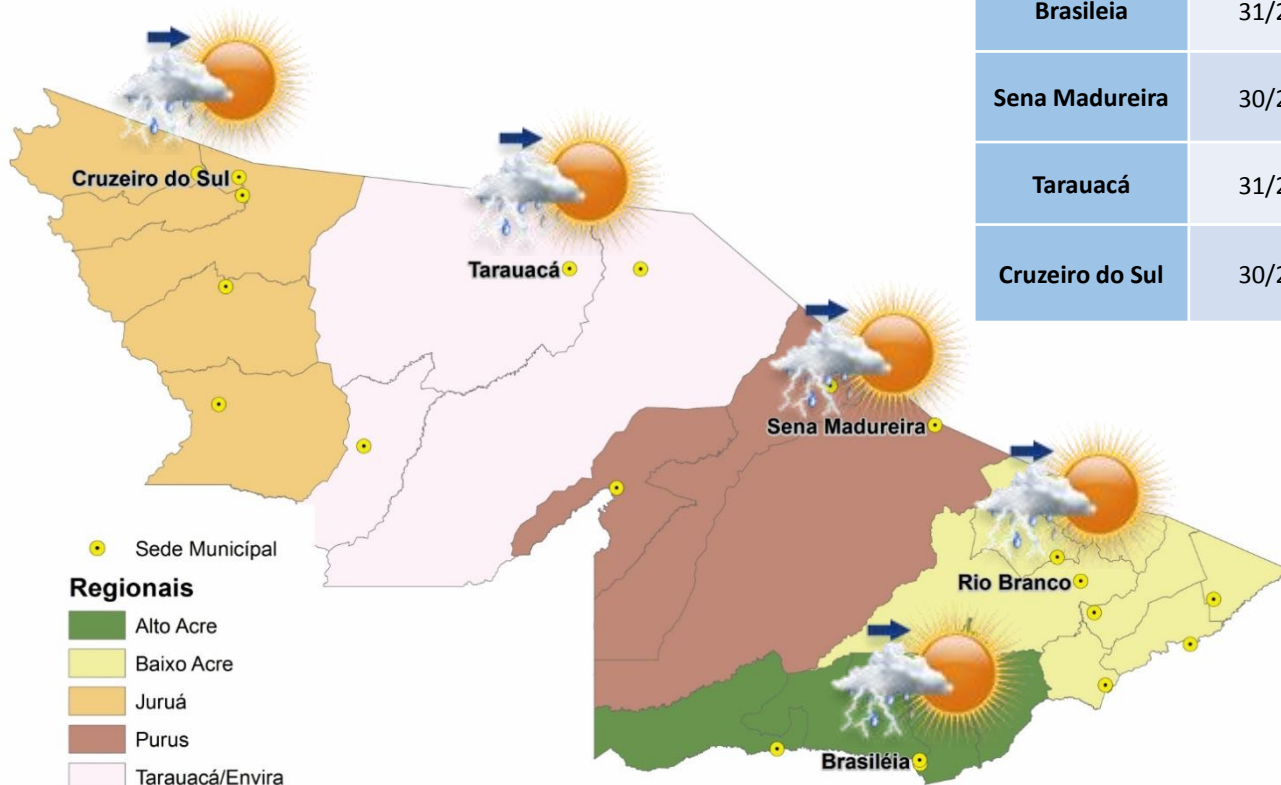 Brasileia
Sena Madureira
Tarauacá
Cruzeiro do Sul
Cruzeiro do Sul
Tarauacá
Sena Madureira
Rio Branco
Brasiléia
Sede Municípal
Regionais
Alto Acre
Baixo Acre
Juruá
Purus
Tarauacá/Envira